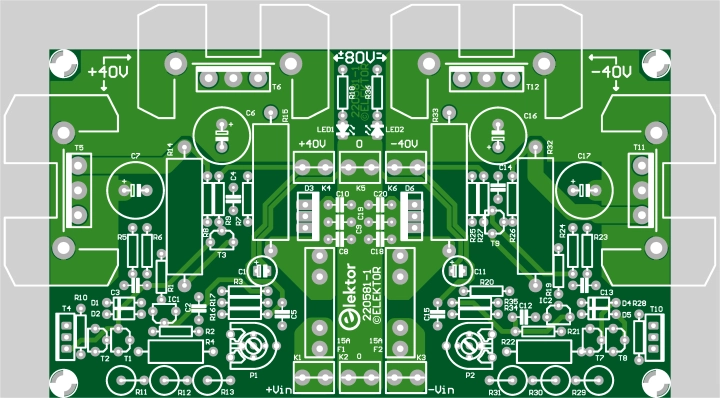 ±80V=
+40V
-40V
T6
T12
R18
R36
220581-1
©ELEKTOR
C6
R15
R33
C16
LED1
LED2
T5
C7
R14
+40V
0
-40V
R32
C17
T11
K4
K5
K6
D3
D6
C4
C14
R8
R9
R7
T3
C10
C20
C9
C19
C8
C18
R25
R27
T9
R26
R5
R6
R24
R23
C1
C11
elektor
220581-1
©ELEKTOR
R1
R19
R3
R17
R16
R20
R35
R34
R10
C3
D1
D2
IC1
C2
C5
C15
C12
IC2
C13
D4
D5
R28
T4
T10
R2
R4
T2
T1
P1
15A
F1
15A
F2
P2
R21
R22
T7
T8
K1
K2
K3
R11
R12
R13
+Vin
0
-Vin
R31
R30
R29